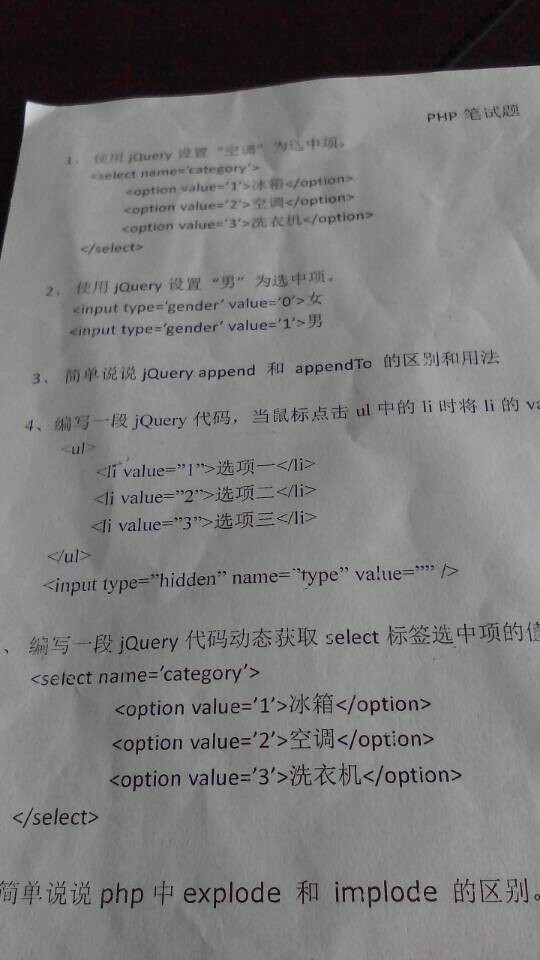 PHP 笔试题
1、 使用 jQuery 设置 “空调” 为选中项。
<select name='category'>
<option value='1'>冰箱</option>
<option value='2'>空调</option>
<option value='3'>洗衣机</option>
</select>
2、 使用 jQuery 设置 “男” 为选中项。
<input type='gender' value='0'>女
<input type='gender' value='1'>男
3、 简单说说 jQuery append 和 appendTo 的区别和用法
4、编写一段 jQuery 代码，当鼠标点击 ul 中的 li 时将 li 的 va
<ul>
<li value=”1”>选项一</li>
<li value=”2”>选项二</li>
<li value=”3”>选项三</li>
</ul>
<input type=”hidden” name=”type” value=”” />
、编写一段 jQuery 代码动态获取 select 标签选中项的值
<select name='category'>
<option value='1'>冰箱</option>
<option value='2'>空调</option>
<option value='3'>洗衣机</option>
</select>
简单说说 php 中 explode 和 implode 的区别。